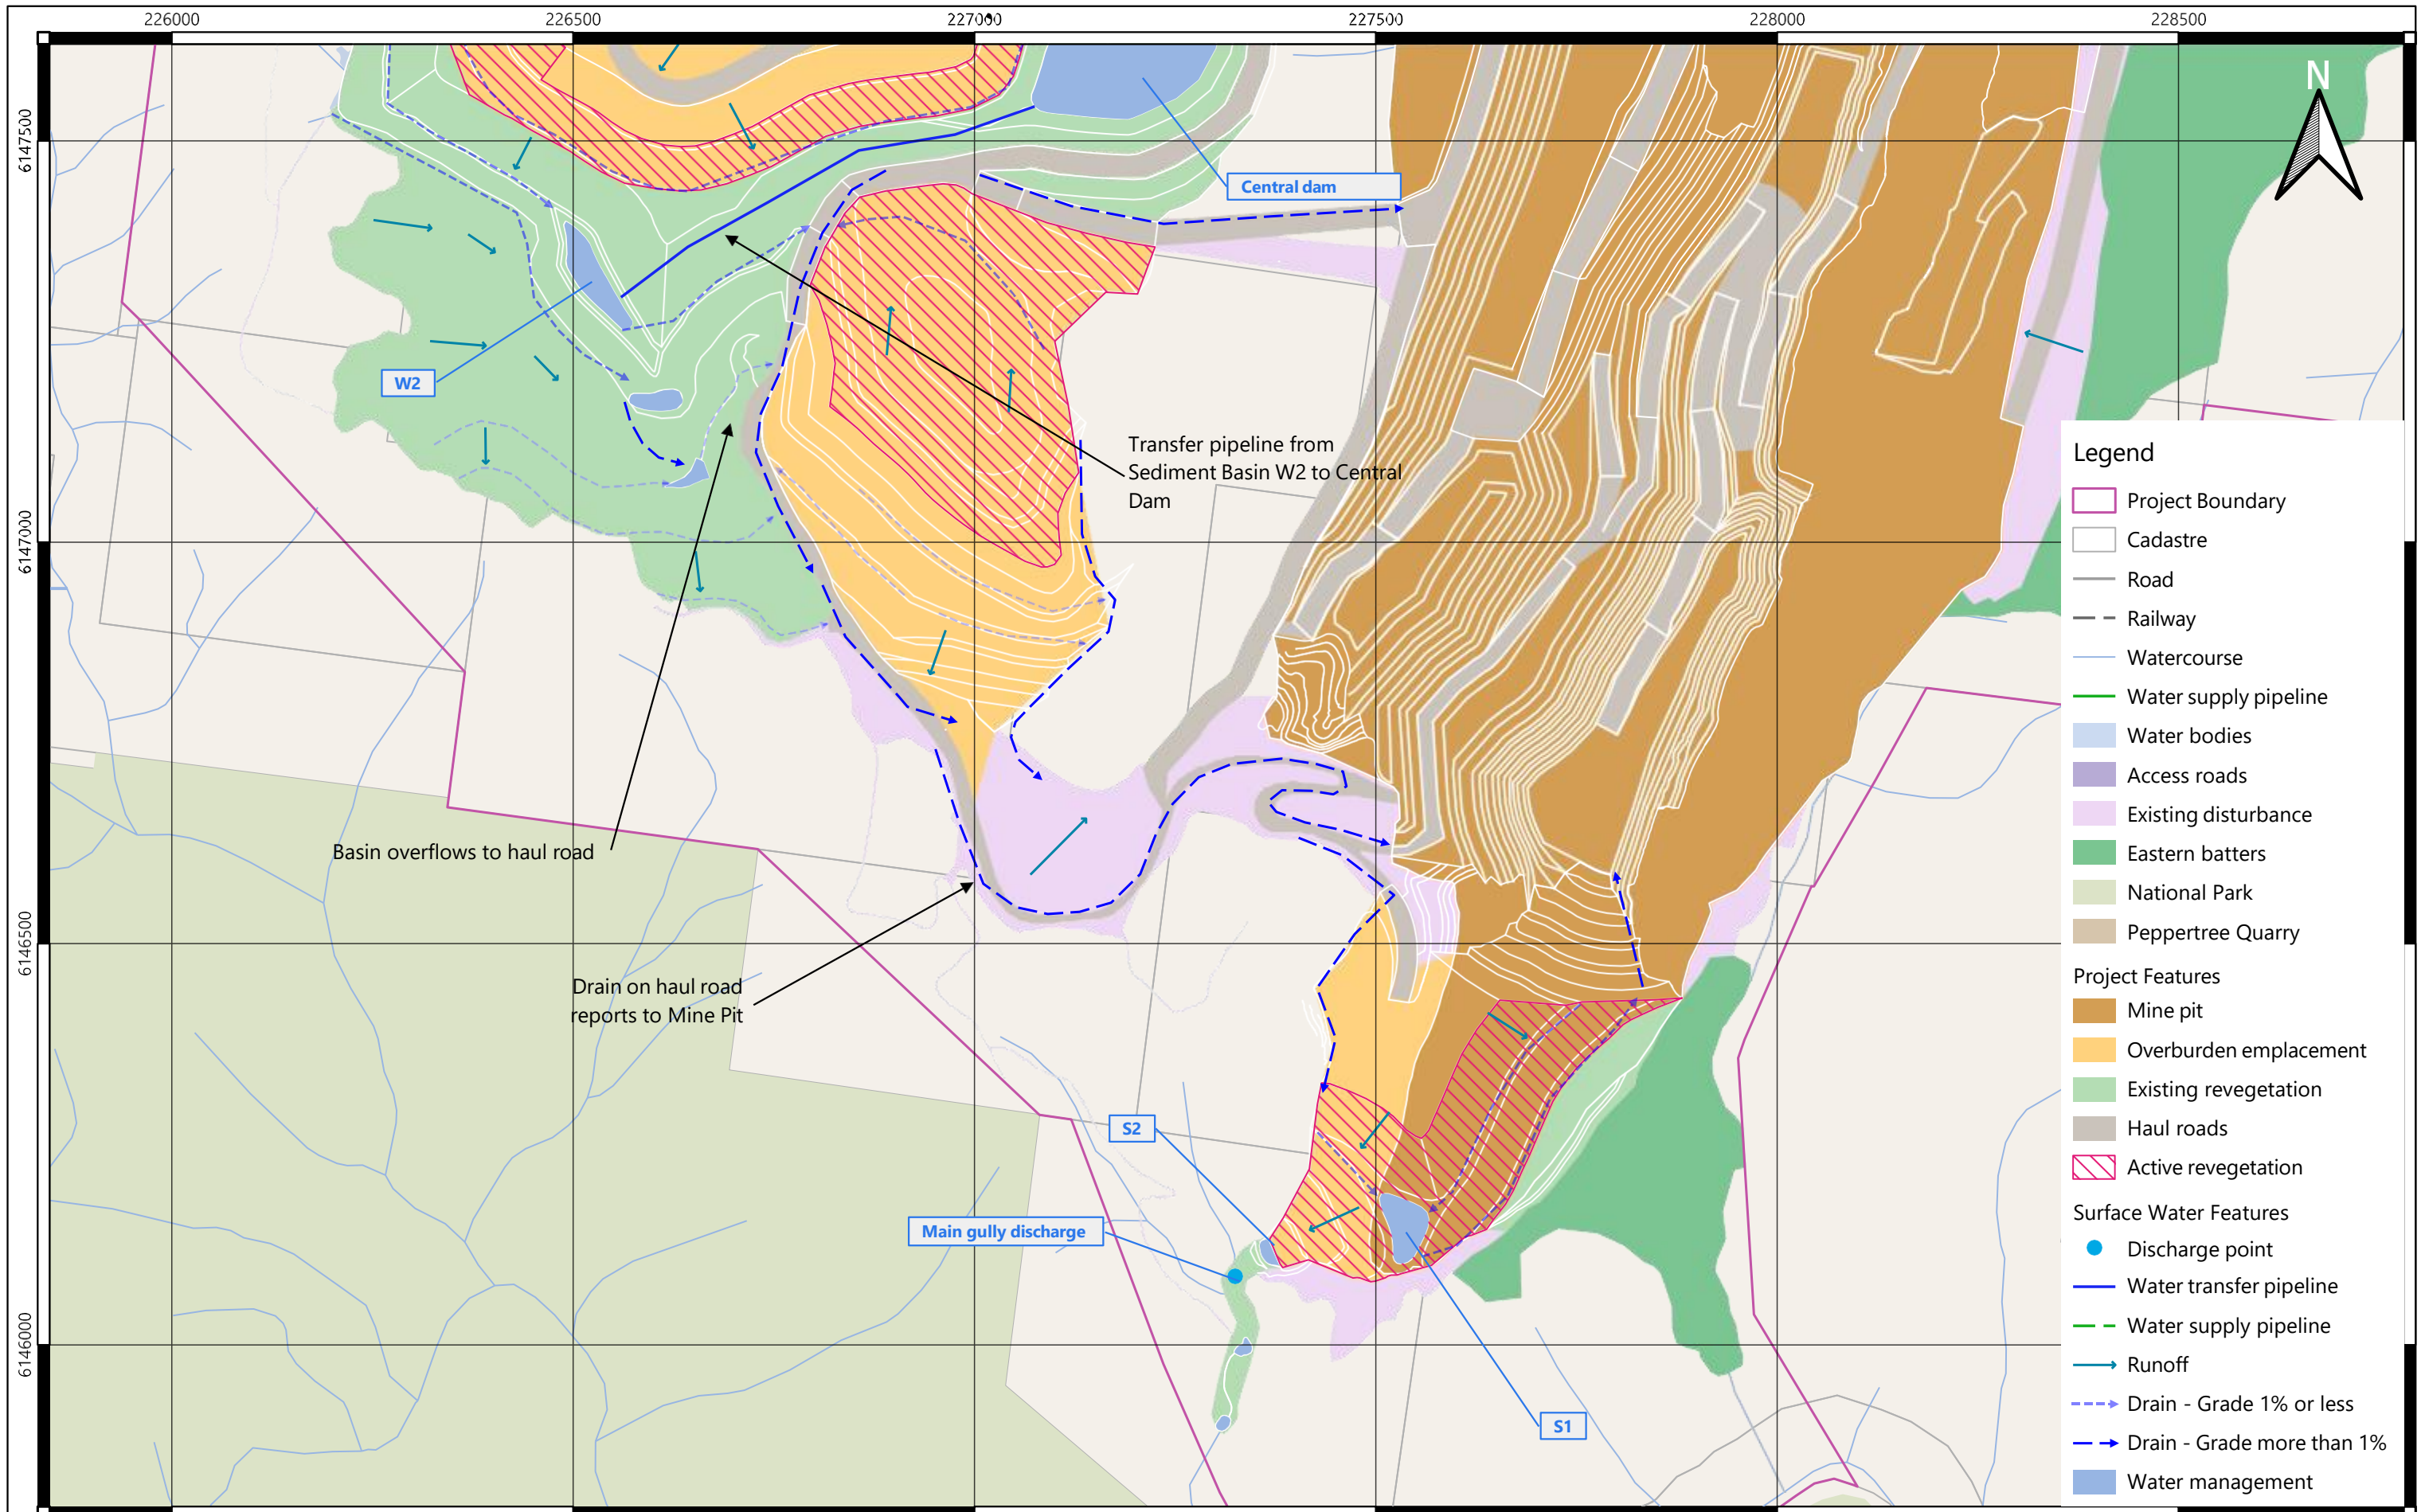 226000
226500
227000
227500
228000
228500
6147500
6147000
6146500
6146000
N
Central dam
W2
Transfer pipeline from
Sediment Basin W2 to Central
Dam
Basin overflows to haul road
Drain on haul road
reports to Mine Pit
S2
Main gully discharge
S1
Legend
Project Boundary
Cadastre
Road
Railway
Watercourse
Water supply pipeline
Water bodies
Access roads
Existing disturbance
Eastern batters
National Park
Peppertree Quarry
Project Features
Mine pit
Overburden emplacement
Existing revegetation
Haul roads
Active revegetation
Surface Water Features
Discharge point
Water transfer pipeline
Water supply pipeline
Runoff
Drain - Grade 1% or less
Drain - Grade more than 1%
Water management